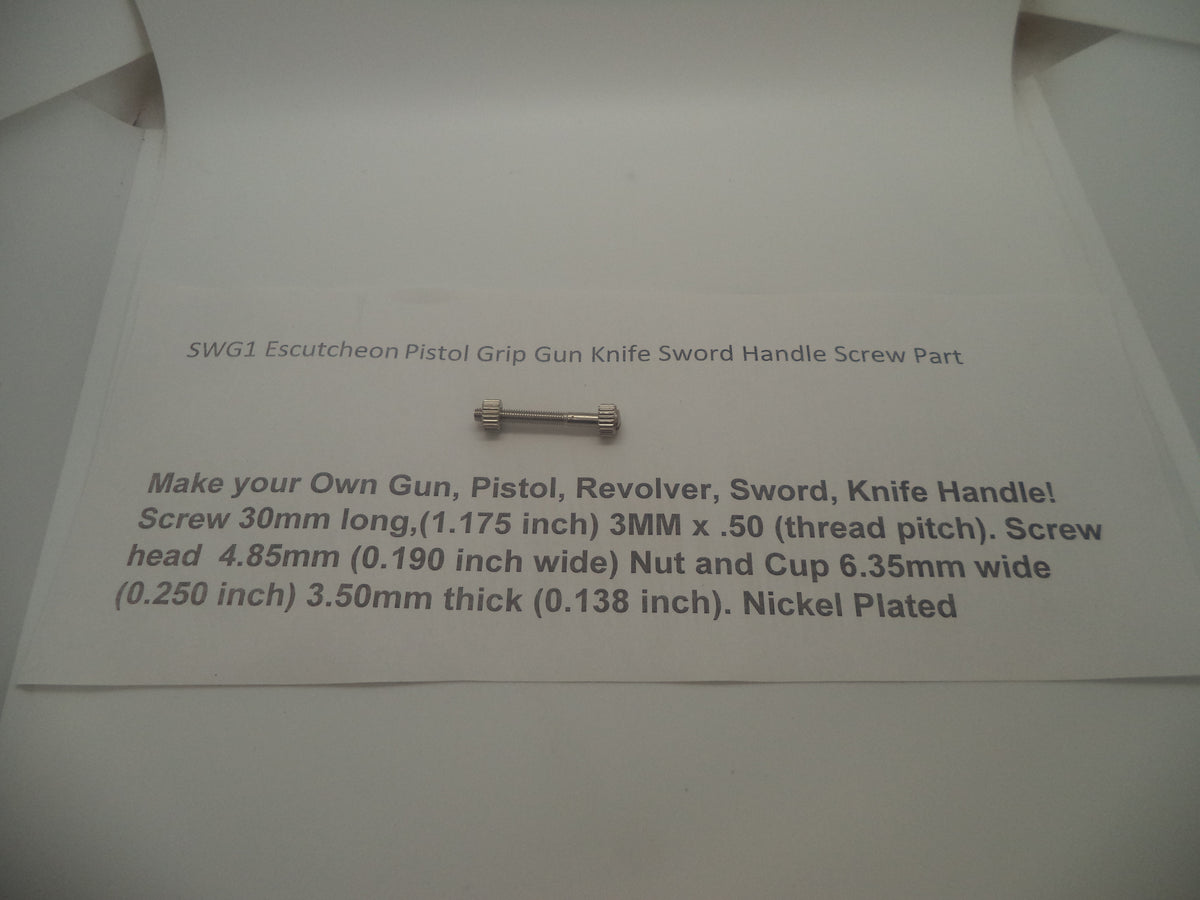 SWG1 Escutcheon Pistol Grip Gun Knife Sword Handle Screw Part
Make your Own Gun, Pistol, Revolver, Sword, Knife Handle!
Screw 30mm long,(1.175 inch) 3MM x .50 (thread pitch). Screw
head 4.85mm (0.190 inch wide) Nut and Cup 6.35mm wide
(0.250 inch) 3.50mm thick (0.138 inch). Nickel Plated